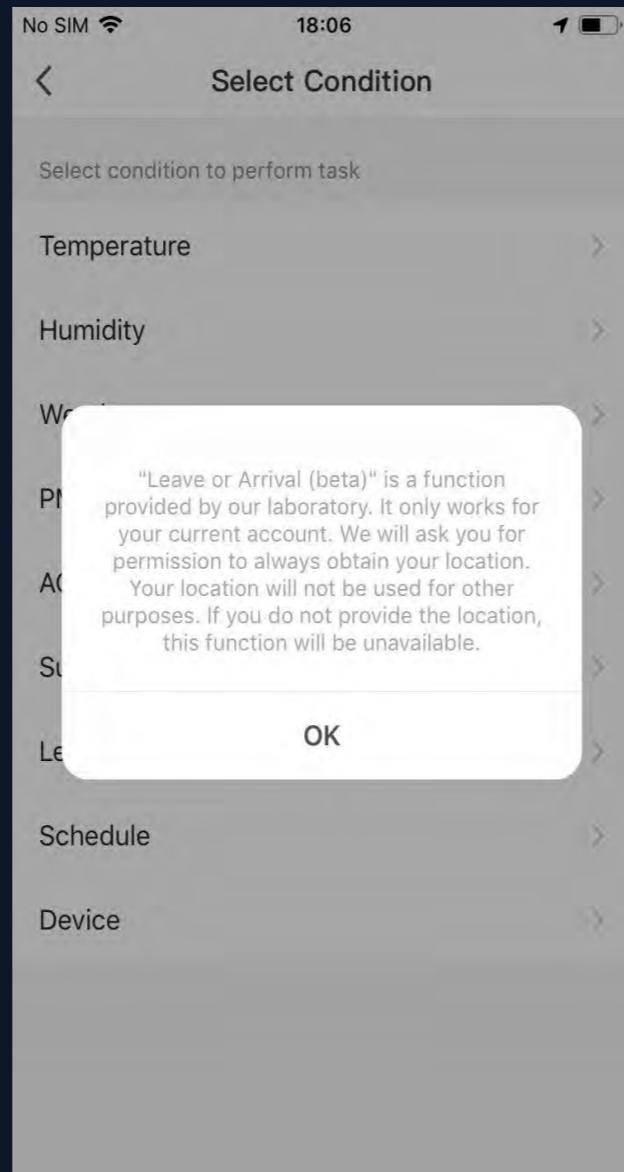 No SIM 18:06
Select Condition
Select condition to perform task
Temperature
Humidity
"Leave or Arrival (beta)" is a function
provided by our laboratory. It only works for
your current account. We will ask you for
permission to always obtain your location.
Your location will not be used for other
purposes. If you do not provide the location,
this function will be unavailable.
OK
Schedule
Device